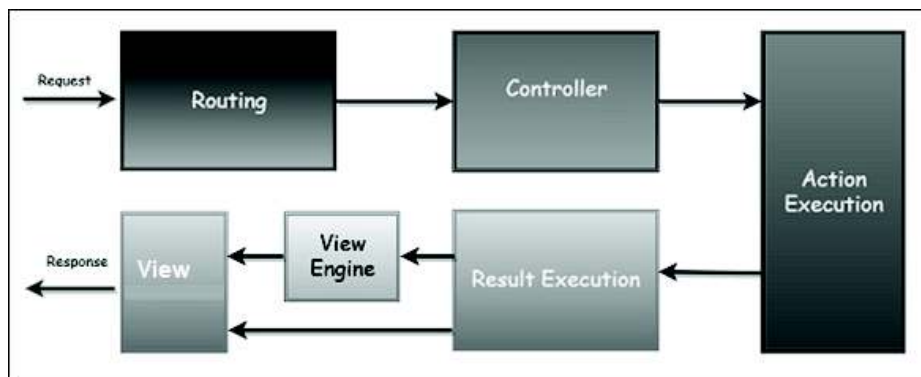 Request
Routing
Controller
Action
Execution
Response
View
View
Engine
Result Execution